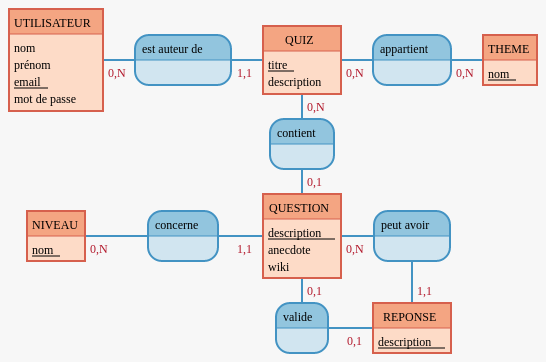 UTILISATEUR
nom
prénom
email
mot de passe
0,N
est auteur de
1,1
QUIZ
titre
description
0,N
appartient
0,N
THEME
nom
0,N
contient
0,1
NIVEAU
nom
0,N
concerne
1,1
QUESTION
description
anecdote
wiki
0,N
peut avoir
0,1
1,1
valide
0,1
REPONSE
description